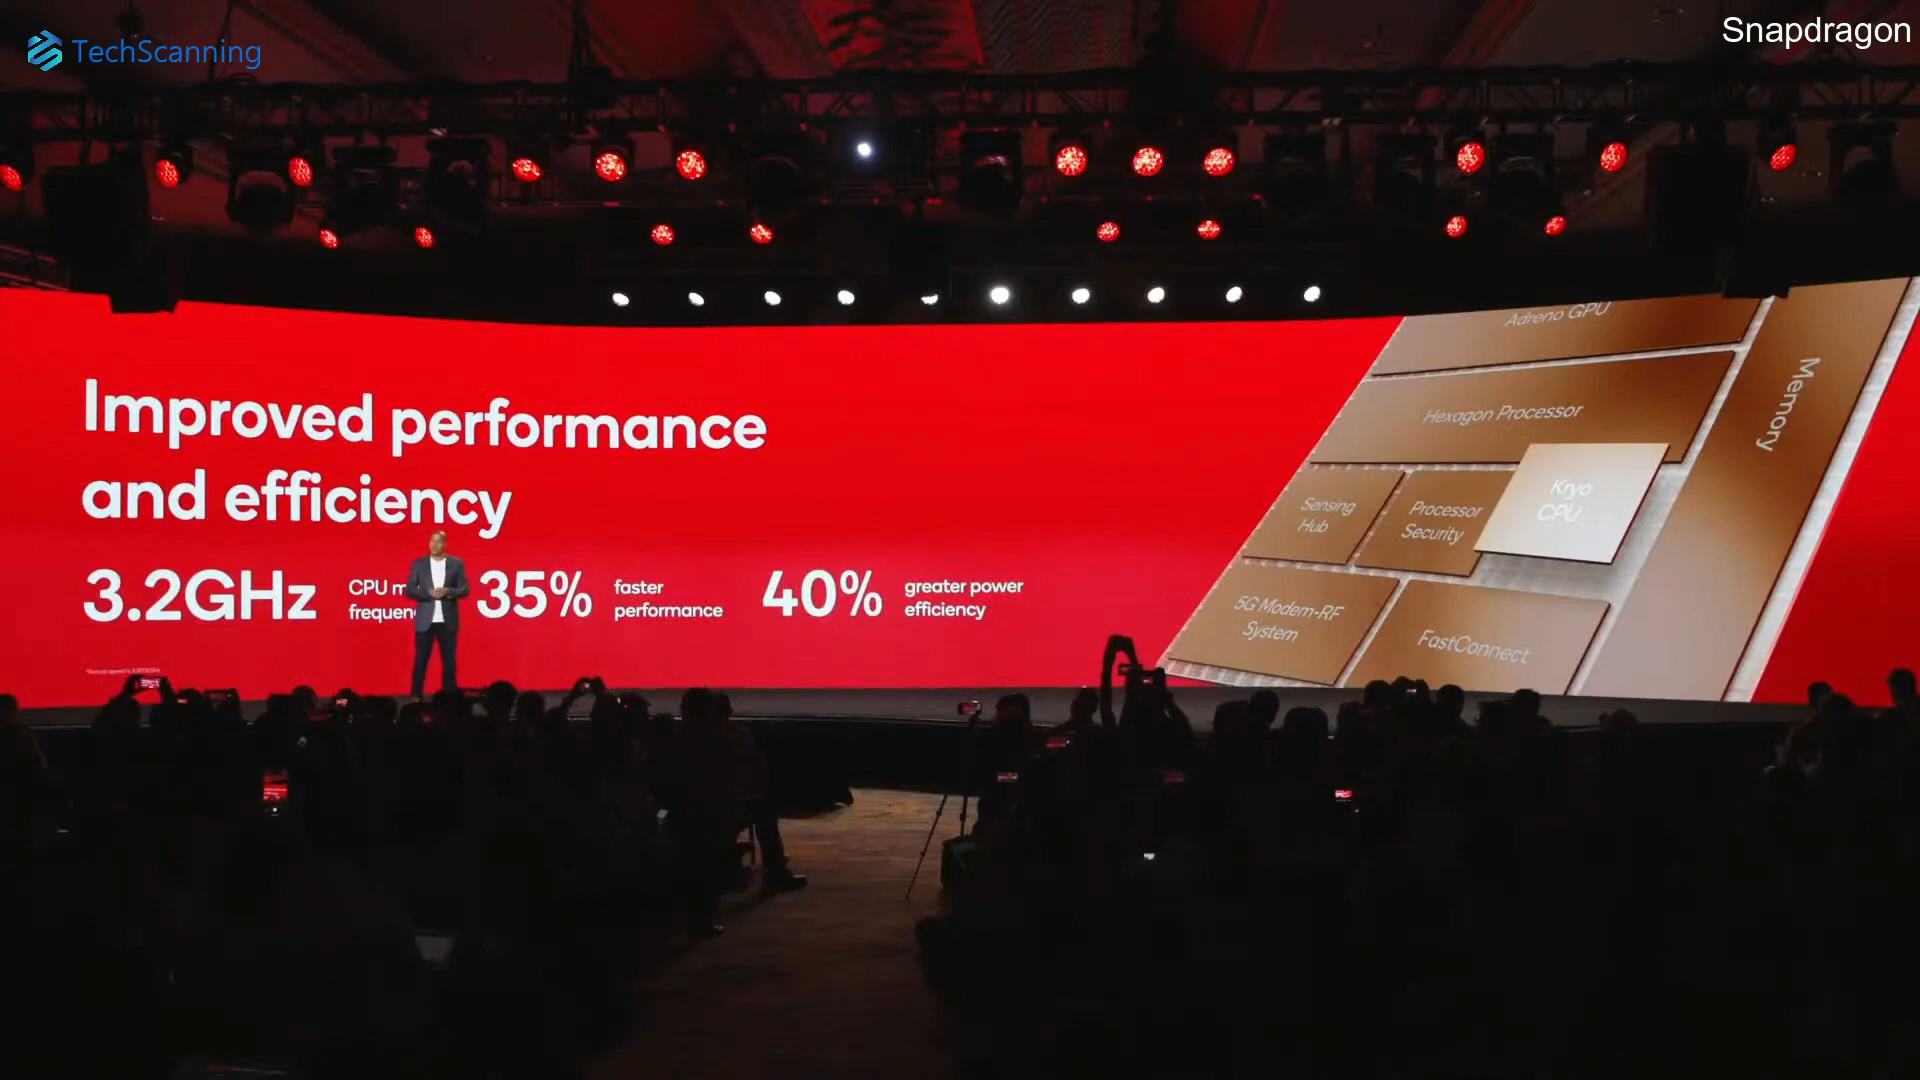 TechScanning
Snapdragon
Improved performance
and efficiency
3.2GHz
CPU m
frequen
35%
faster
performance
40%
greater power
efficiency
Adreno GPU
Hexagon Processor
Memory
Sensing
Hub
Processor
Security
Kryo
CPU
5G Modem-RF
System
FastConnect